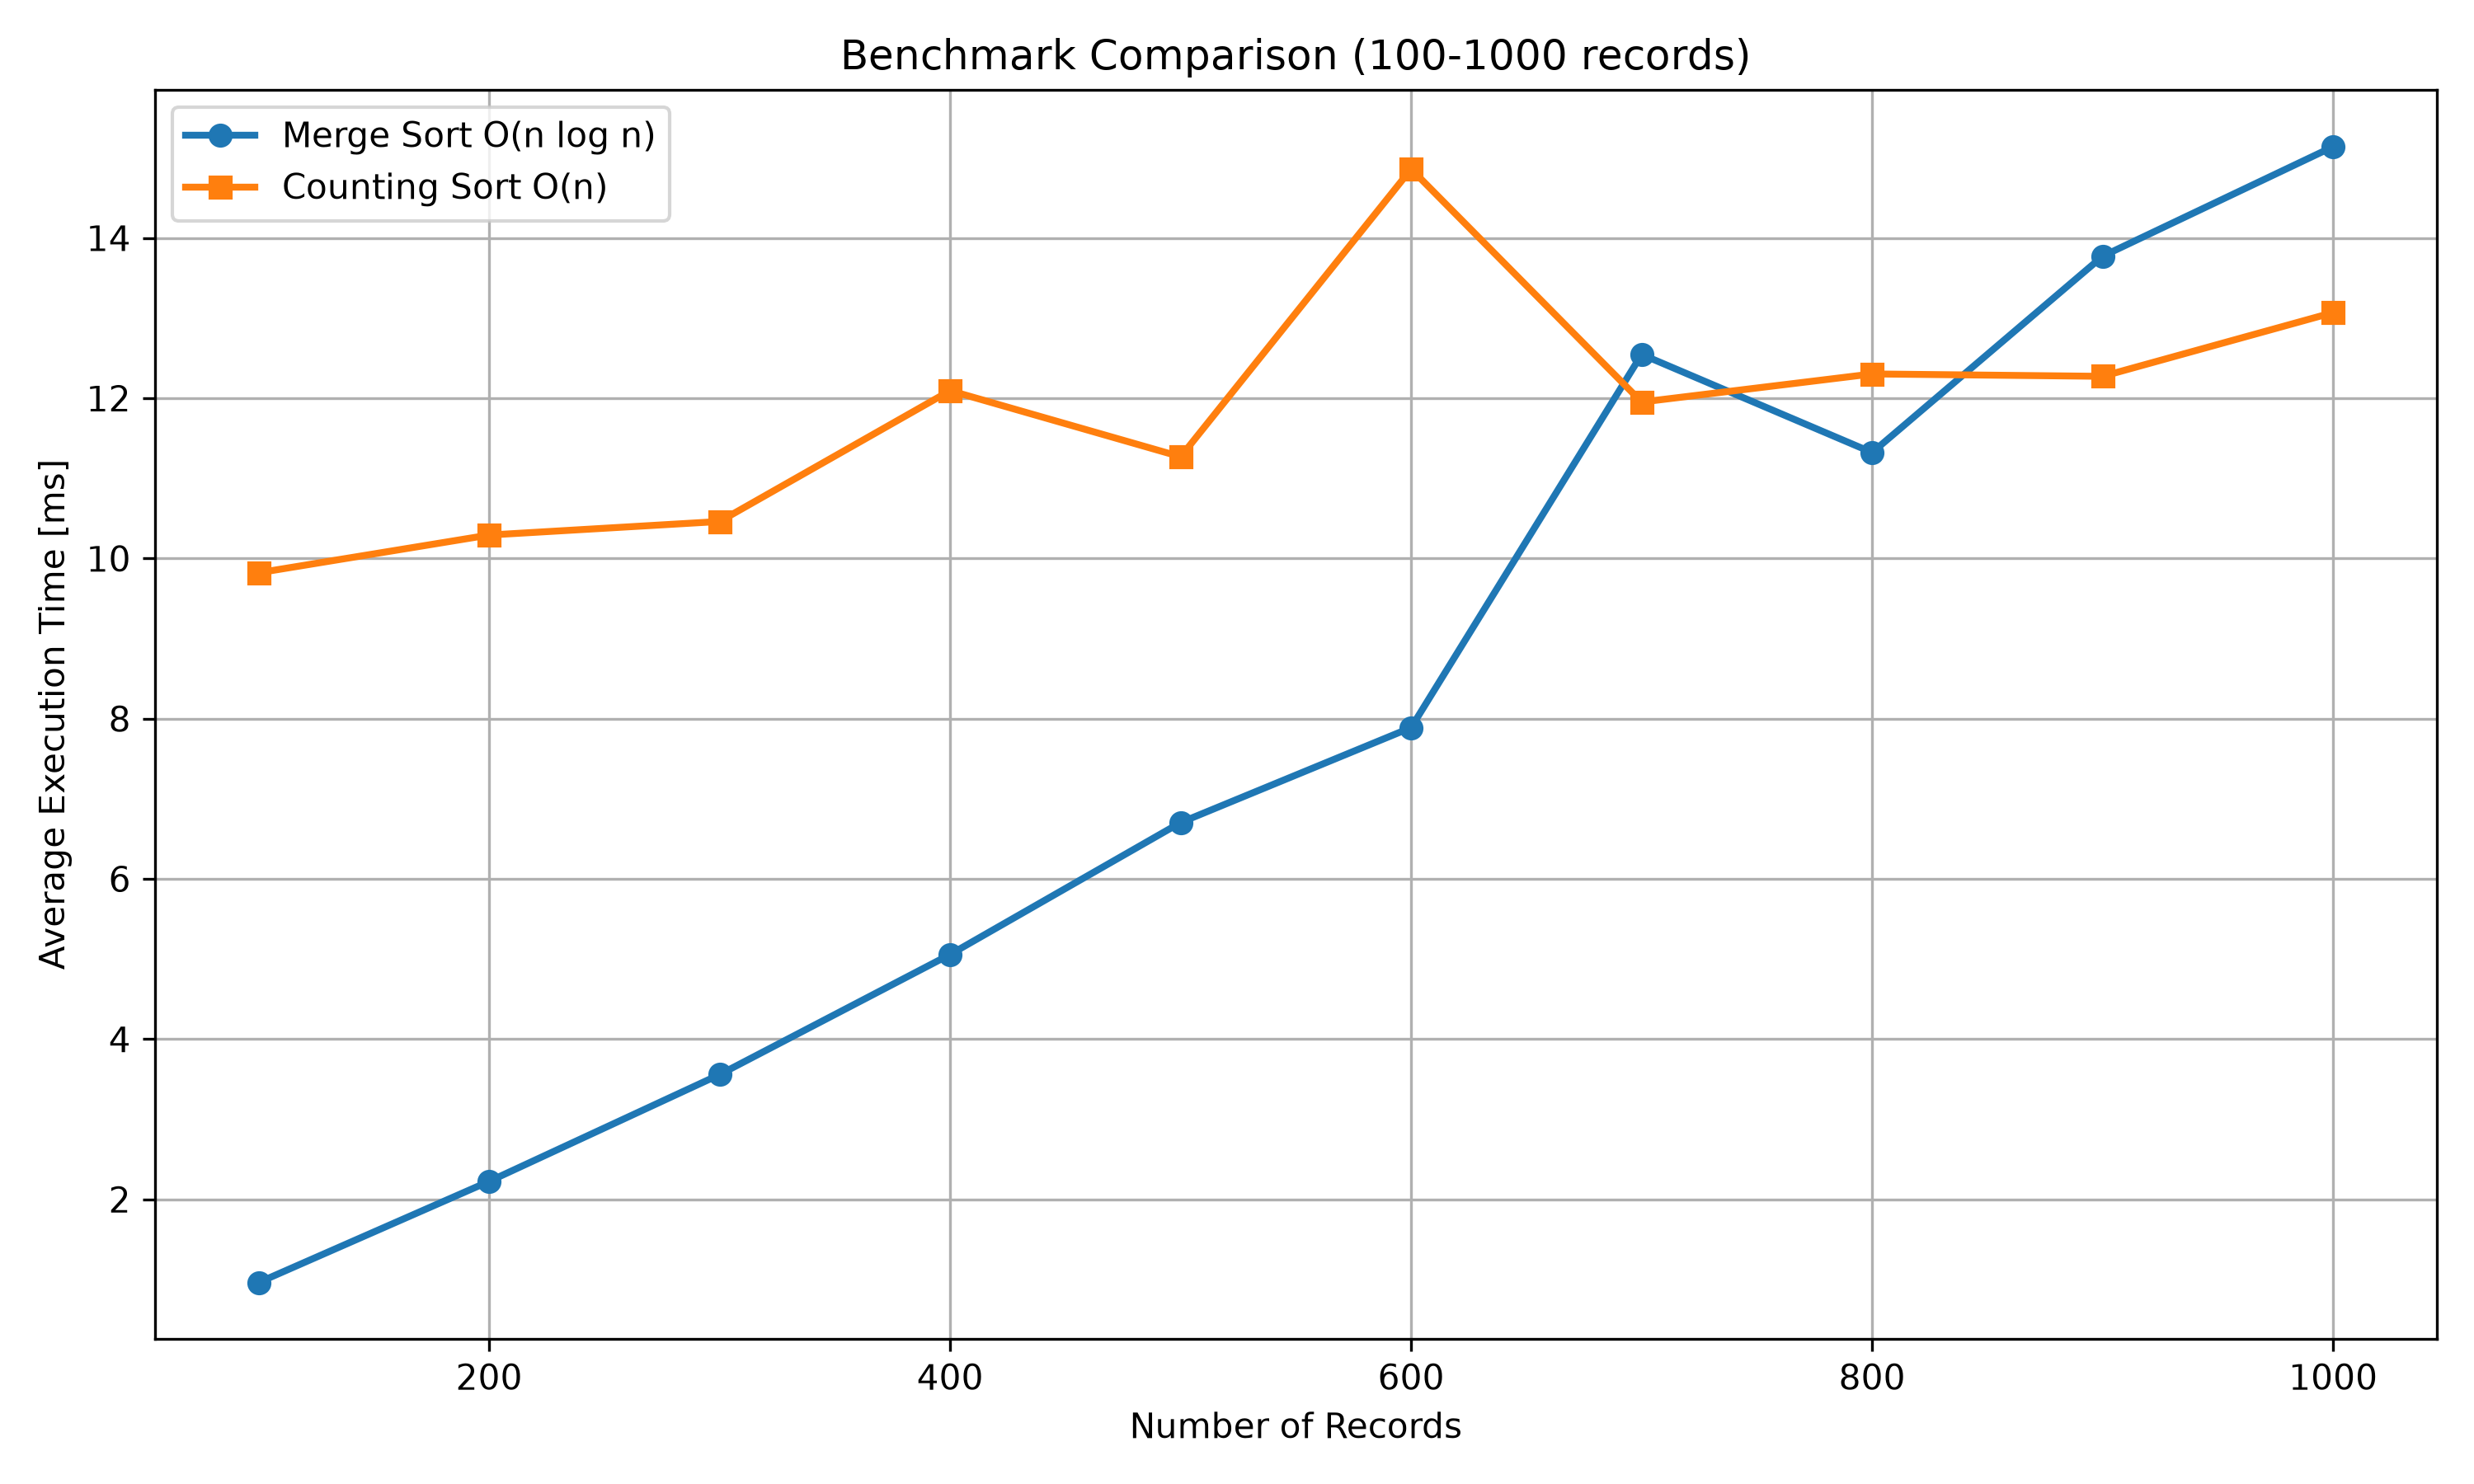 Benchmark Comparison (100-1000 records)
Merge Sort O(n log n)
Counting Sort O(n)
14
12
10
8
6
4
2
Average Execution Time [ms]
200
400
600
800
1000
Number of Records